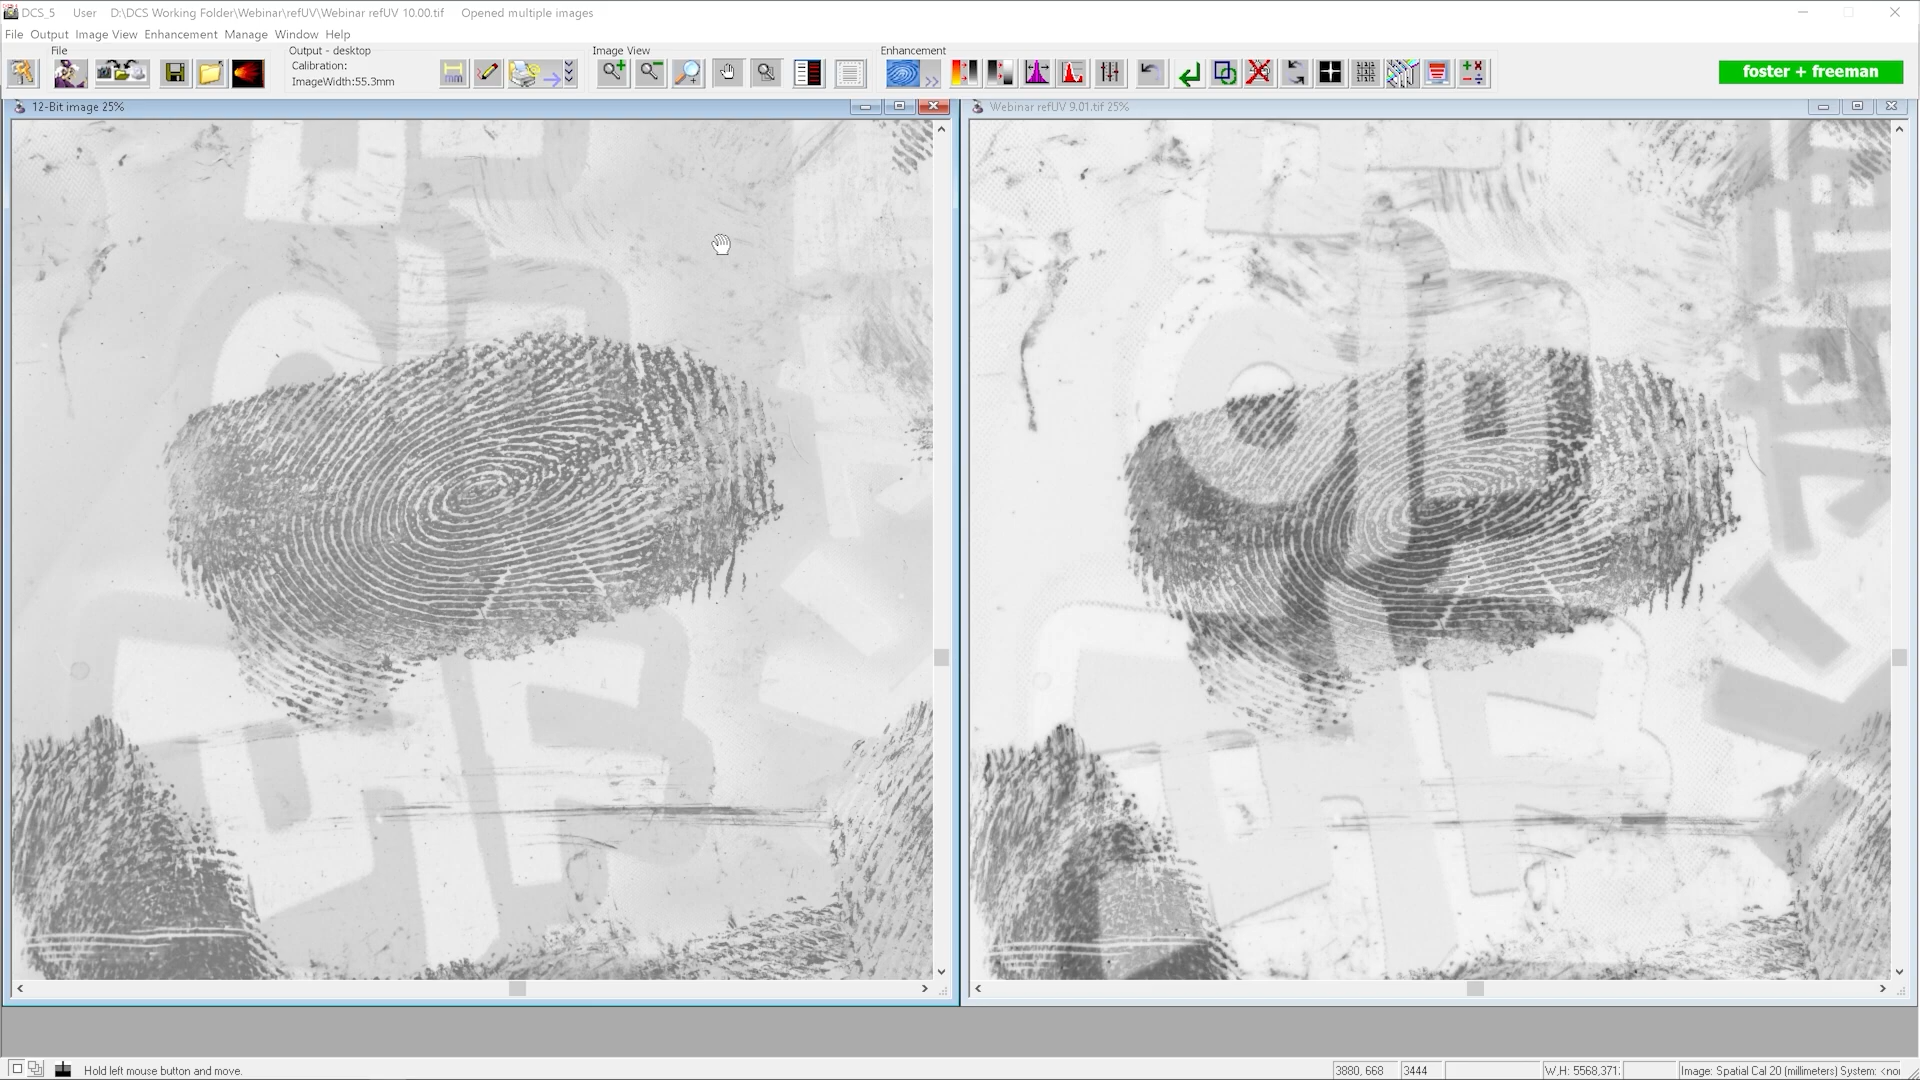 DCS_5 User D:\DCS Working Folder\Webinar\refUV\Webinar refUV 10.00.tif Opened multiple images
File Output Image View Enhancement Manage Window Help
File Output - desktop Image View Enhancement
Calibration:
ImageWidth:55.3mm
mm
foster + freeman
12-Bit image 25% Webinar refUV 9.01.tif 25%
Hold left mouse button and move. 3880, 668 3444 W,H: 5568,371 Image: Spatial Cal 20 (millimeters) System: <nor